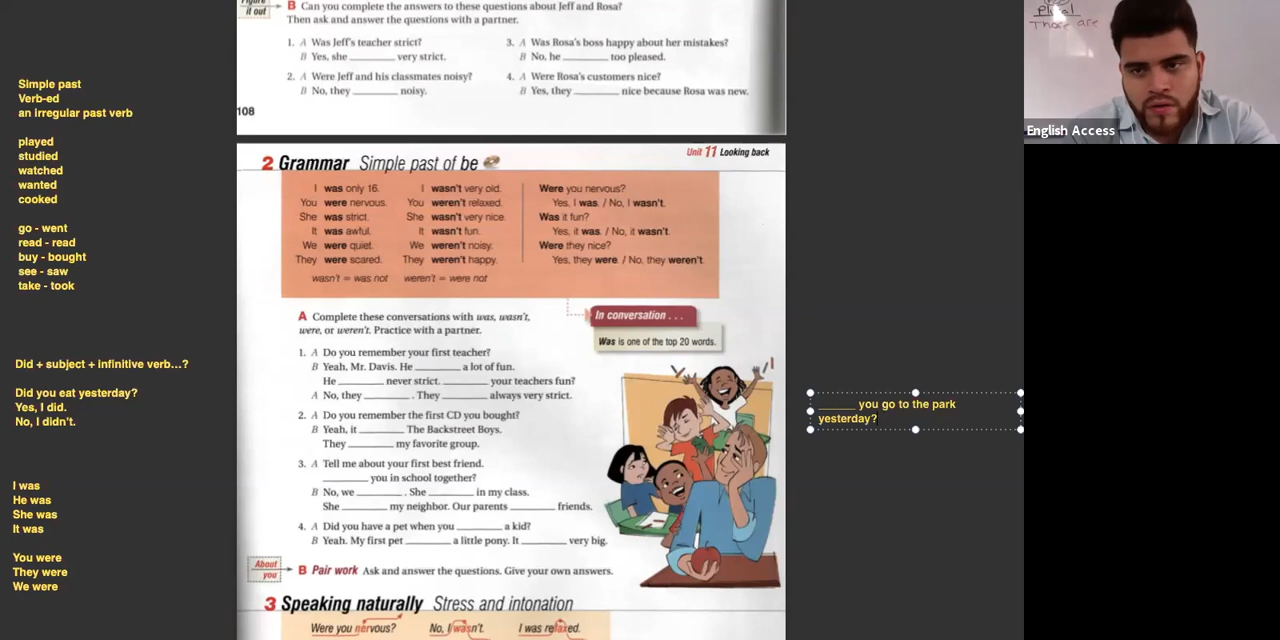 Figure
it out
B Can you complete the answers to these questions about Jeff and Rosa?
Then ask and answer the questions with a partner.
1. A Was Jeff's teacher strict?
B Yes, she ________ very strict.
2. A Were Jeff and his classmates noisy?
B No, they ________ noisy.
3. A Was Rosa's boss happy about her mistakes?
B No, he ________ too pleased.
4. A Were Rosa's customers nice?
B Yes, they ________ nice because Rosa was new.
108
Simple past
Verb-ed
an irregular past verb
played
studied
watched
wanted
cooked
go - went
read - read
buy - bought
see - saw
take - took
Did + subject + infinitive verb…?
Did you eat yesterday?
Yes, I did.
No, I didn't.
I was
He was
She was
It was
You were
They were
We were
Unit 11 Looking back
2 Grammar Simple past of be
I was only 16.
You were nervous.
She was strict.
It was awful.
We were quiet.
They were scared.
I wasn't very old.
You weren't relaxed.
She wasn't very nice.
It wasn't fun.
We weren't noisy.
They weren't happy.
wasn't = was not weren't = were not
Were you nervous?
Yes, I was. / No, I wasn't.
Was it fun?
Yes, it was. / No, it wasn't.
Were they nice?
Yes, they were. / No, they weren't.
A Complete these conversations with was, wasn't,
were, or weren't. Practice with a partner.
In conversation . . .
Was is one of the top 20 words.
1. A Do you remember your first teacher?
B Yeah, Mr. Davis. He ________ a lot of fun.
He ________ never strict. ________ your teachers fun?
A No, they ________ . They ________ always very strict.
2. A Do you remember the first CD you bought?
B Yeah, it ________ The Backstreet Boys.
They ________ my favorite group.
3. A Tell me about your first best friend.
________ you in school together?
B No, we ________ . She ________ in my class.
She ________ my neighbor. Our parents ________ friends.
4. A Did you have a pet when you ________ a kid?
B Yeah. My first pet ________ a little pony. It ________ very big.
About
you
B Pair work Ask and answer the questions. Give your own answers.
3 Speaking naturally Stress and intonation
Were you nervous? No, I wasn't. I was relaxed.
______ you go to the park
yesterday?
Those are
English Access